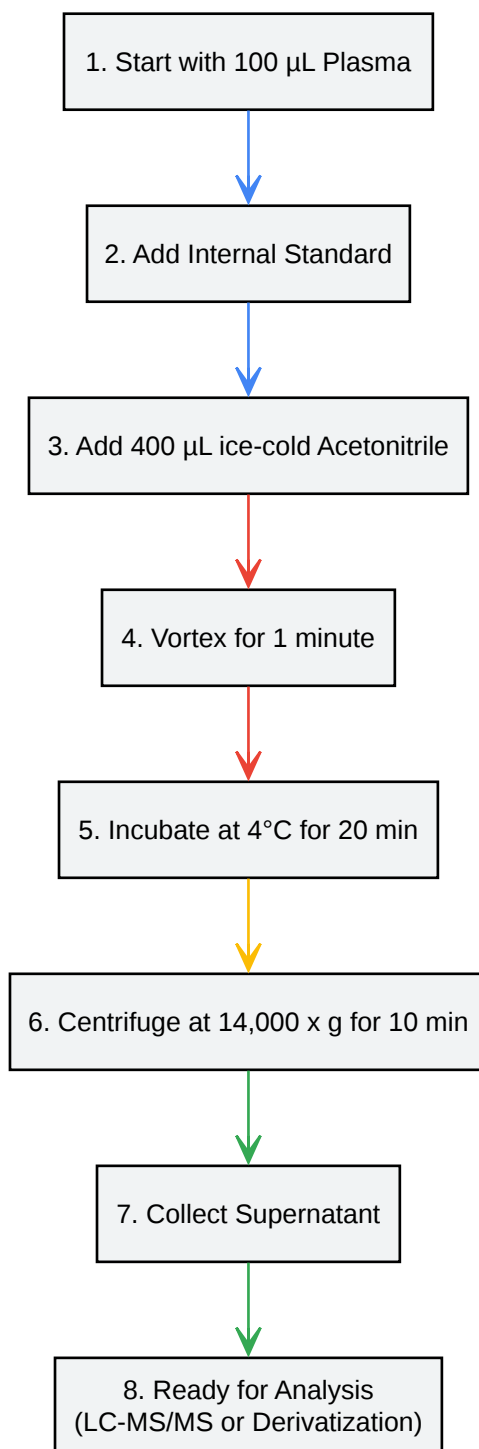 1. Start with 100 µL Plasma
2. Add Internal Standard
3. Add 400 µL ice-cold Acetonitrile
4. Vortex for 1 minute
5. Incubate at 4°C for 20 min
6. Centrifuge at 14,000 x g for 10 min
7. Collect Supernatant
8. Ready for Analysis
(LC-MS/MS or Derivatization)